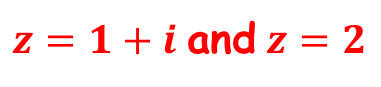 z = 1 + i and z = 2